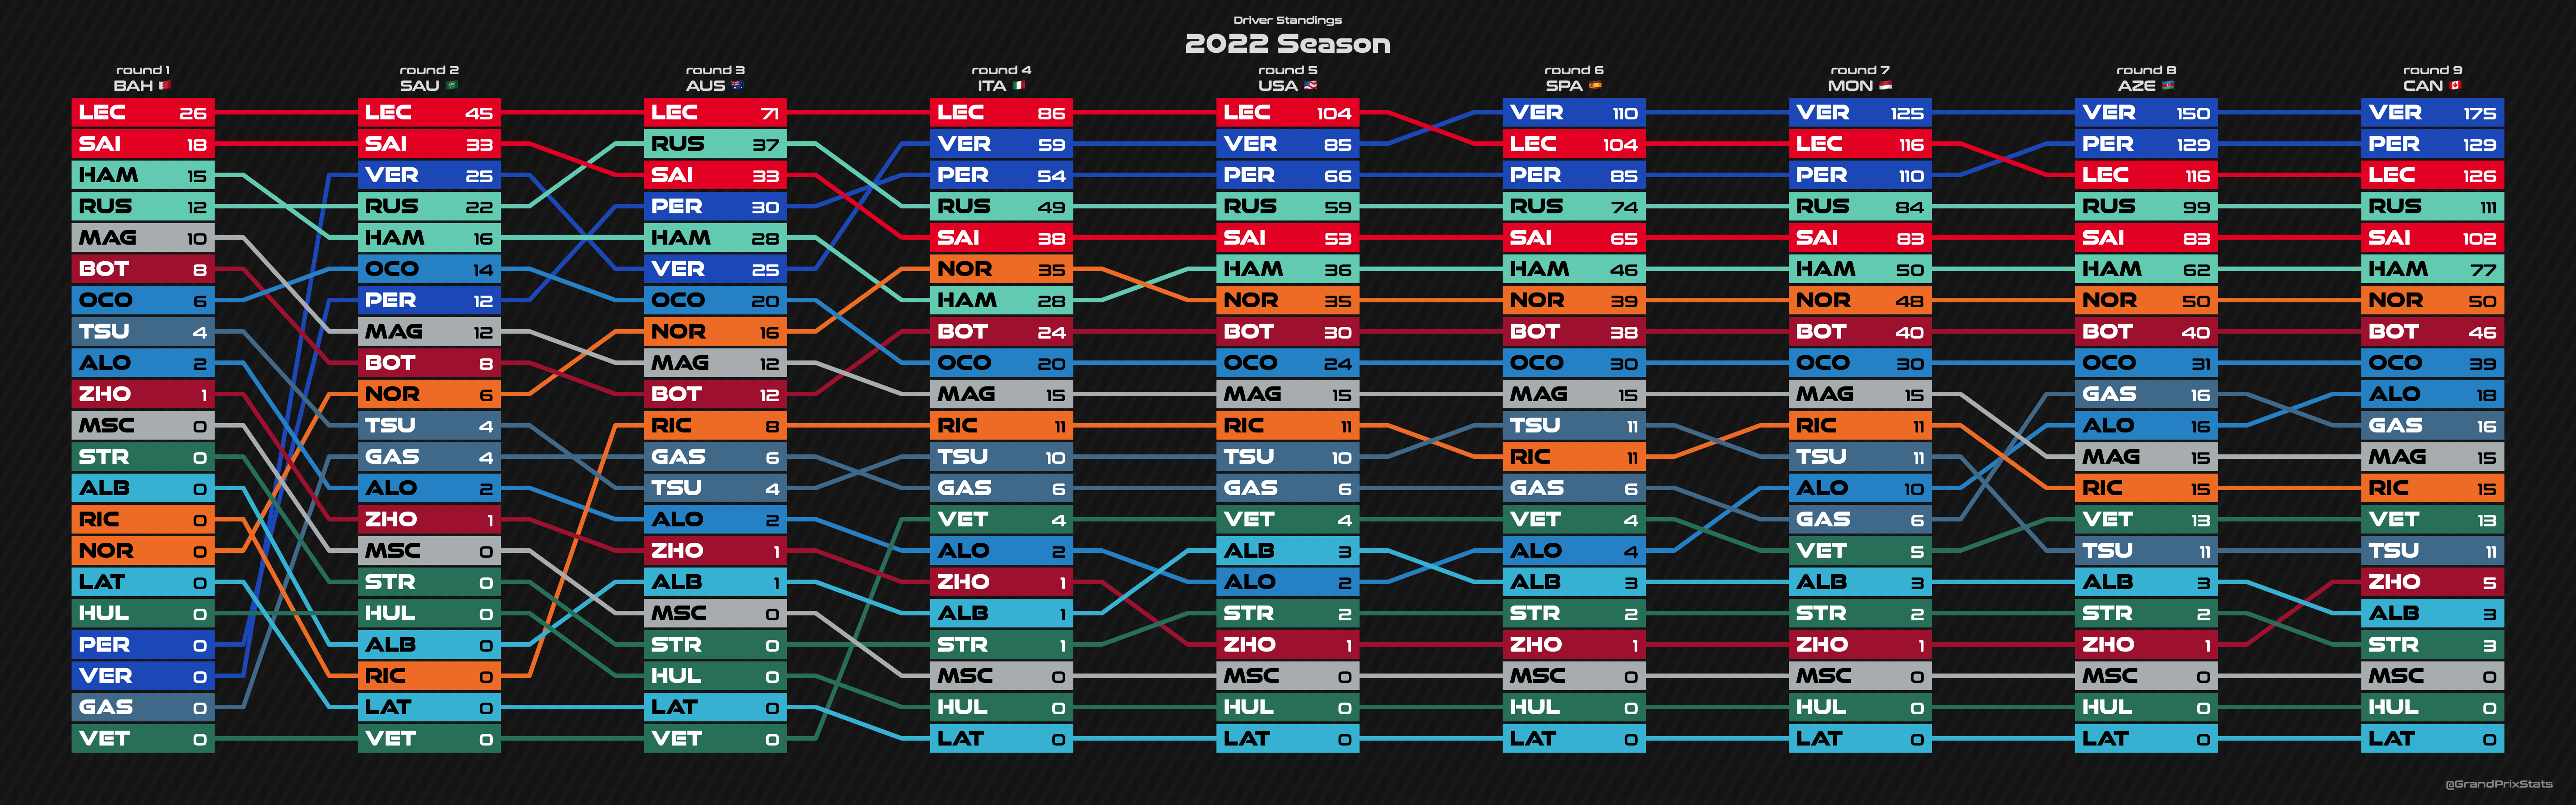 Driver Standings
2022 Season
round 1 round 2 round 3 round 4 round 5 round 6 round 7 round 8 round 9
BAH SAU AUS ITA USA SPA MON AZE CAN
LEC 26 LEC 45 LEC 71 LEC 86 LEC 104 VER 110 VER 125 VER 150 VER 175
SAI 18 SAI 33 RUS 37 VER 59 VER 85 LEC 104 LEC 116 PER 129 PER 129
HAM 15 VER 25 SAI 33 PER 54 PER 66 PER 85 PER 110 LEC 116 LEC 126
RUS 12 RUS 22 PER 30 RUS 49 RUS 59 RUS 74 RUS 84 RUS 99 RUS 111
MAG 10 HAM 16 HAM 28 SAI 38 SAI 53 SAI 65 SAI 83 SAI 83 SAI 102
BOT 8 OCO 14 VER 25 NOR 35 HAM 36 HAM 46 HAM 50 HAM 62 HAM 77
OCO 6 PER 12 OCO 20 HAM 28 NOR 35 NOR 39 NOR 48 NOR 50 NOR 50
TSU 4 MAG 12 NOR 16 BOT 24 BOT 30 BOT 38 BOT 40 BOT 40 BOT 46
ALO 2 BOT 8 MAG 12 OCO 20 OCO 24 OCO 30 OCO 30 OCO 31 OCO 39
ZHO 1 NOR 6 BOT 12 MAG 15 MAG 15 MAG 15 MAG 15 GAS 16 ALO 18
MSC 0 TSU 4 RIC 8 RIC 11 RIC 11 TSU 11 RIC 11 ALO 16 GAS 16
STR 0 GAS 4 GAS 6 TSU 10 TSU 10 RIC 11 TSU 11 MAG 15 MAG 15
ALB 0 ALO 2 TSU 4 GAS 6 GAS 6 GAS 6 ALO 10 RIC 15 RIC 15
RIC 0 ZHO 1 ALO 2 VET 4 VET 4 VET 4 GAS 6 VET 13 VET 13
NOR 0 MSC 0 ZHO 1 ALO 2 ALB 3 ALO 4 VET 5 TSU 11 TSU 11
LAT 0 STR 0 ALB 1 ZHO 1 ALO 2 ALB 3 ALB 3 ALB 3 ZHO 5
HUL 0 HUL 0 MSC 0 ALB 1 STR 2 STR 2 STR 2 STR 2 ALB 3
PER 0 ALB 0 STR 0 STR 1 ZHO 1 ZHO 1 ZHO 1 ZHO 1 STR 3
VER 0 RIC 0 HUL 0 MSC 0 MSC 0 MSC 0 MSC 0 MSC 0 MSC 0
GAS 0 LAT 0 LAT 0 HUL 0 HUL 0 HUL 0 HUL 0 HUL 0 HUL 0
VET 0 VET 0 VET 0 LAT 0 LAT 0 LAT 0 LAT 0 LAT 0 LAT 0
@GrandPrixStats